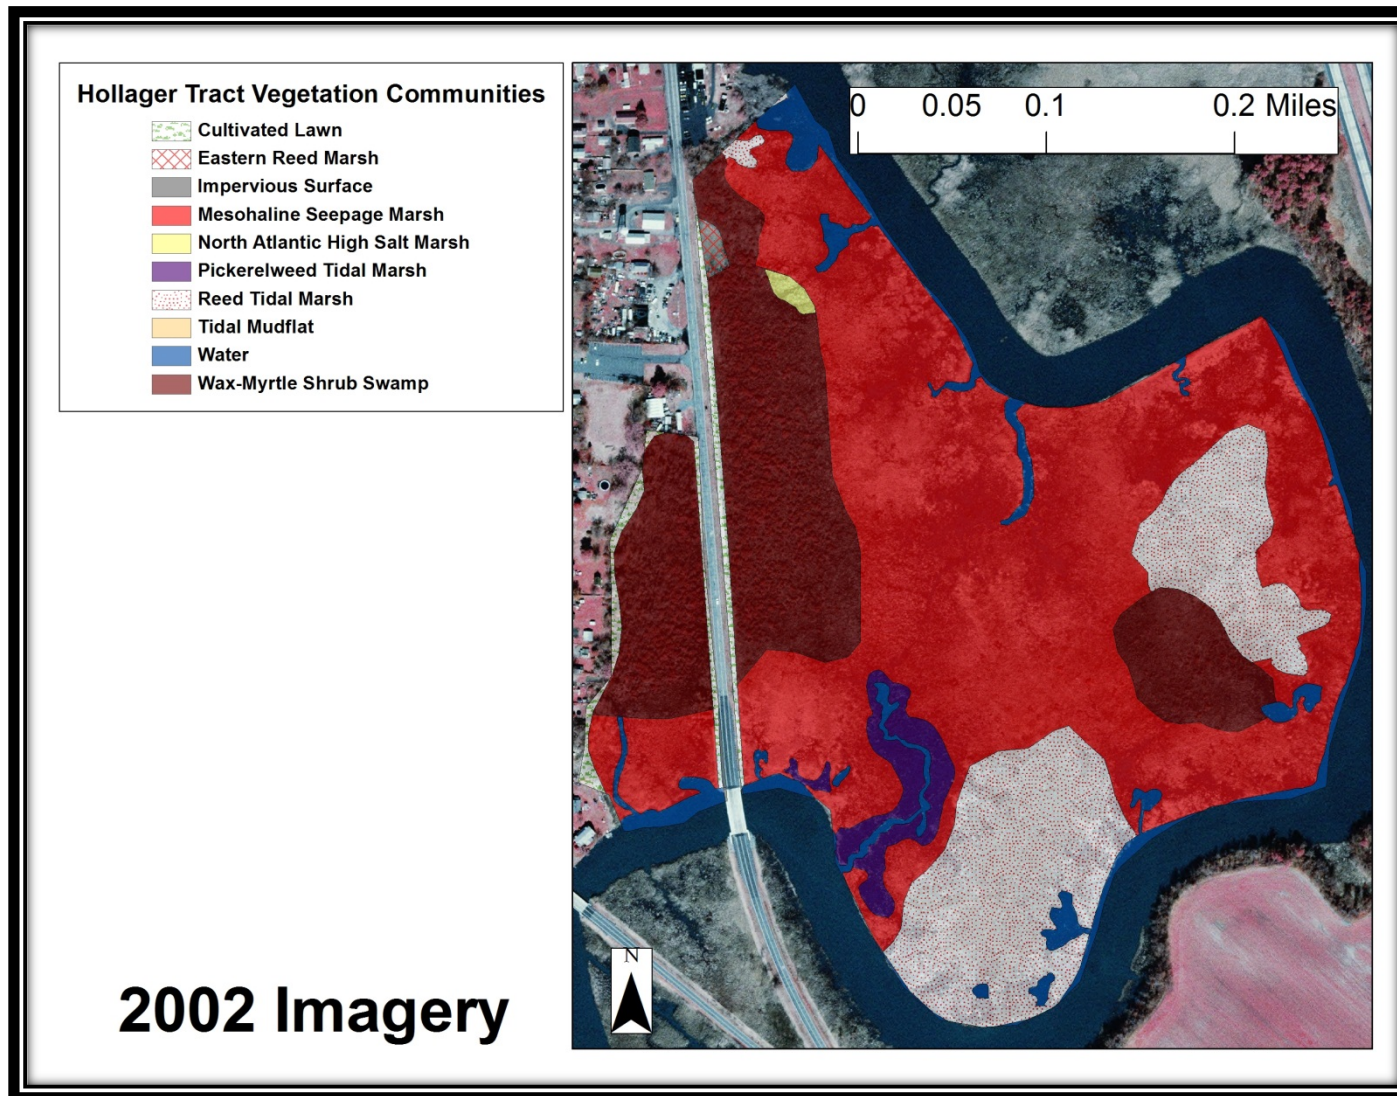 Hollager Tract Vegetation Communities
Cultivated Lawn
Eastern Reed Marsh
Impervious Surface
Mesohaline Seepage Marsh
North Atlantic High Salt Marsh
Pickerelweed Tidal Marsh
Reed Tidal Marsh
Tidal Mudflat
Water
Wax-Myrtle Shrub Swamp
0 0.05 0.1 0.2 Miles
N
2002 Imagery